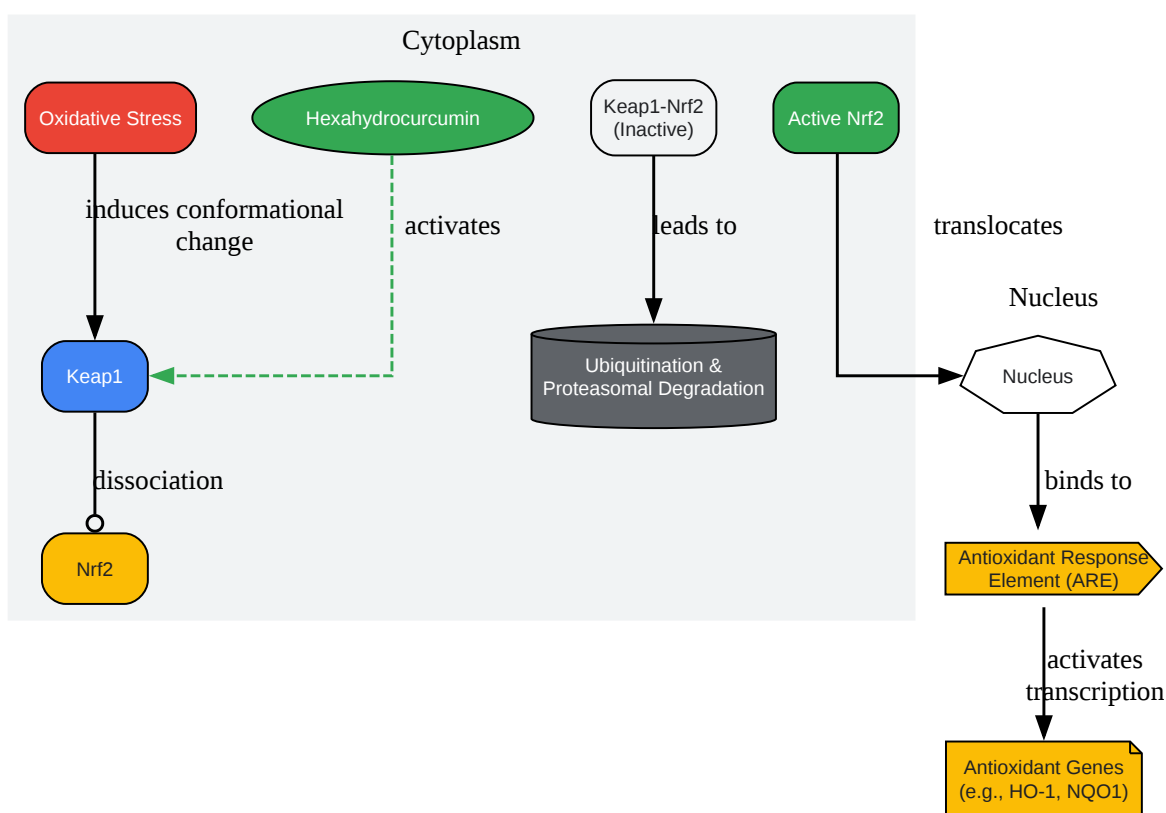 Cytoplasm
Oxidative Stress
Hexahydrocurcumin
Keap1-Nrf2
(Inactive)
Active Nrf2
induces conformational
change
activates
leads to
translocates
Nucleus
Keap1
Ubiquitination &
Proteasomal Degradation
Nucleus
dissociation
binds to
Nrf2
Antioxidant Response
Element (ARE)
activates
transcription
Antioxidant Genes
(e.g., HO-1, NQO1)